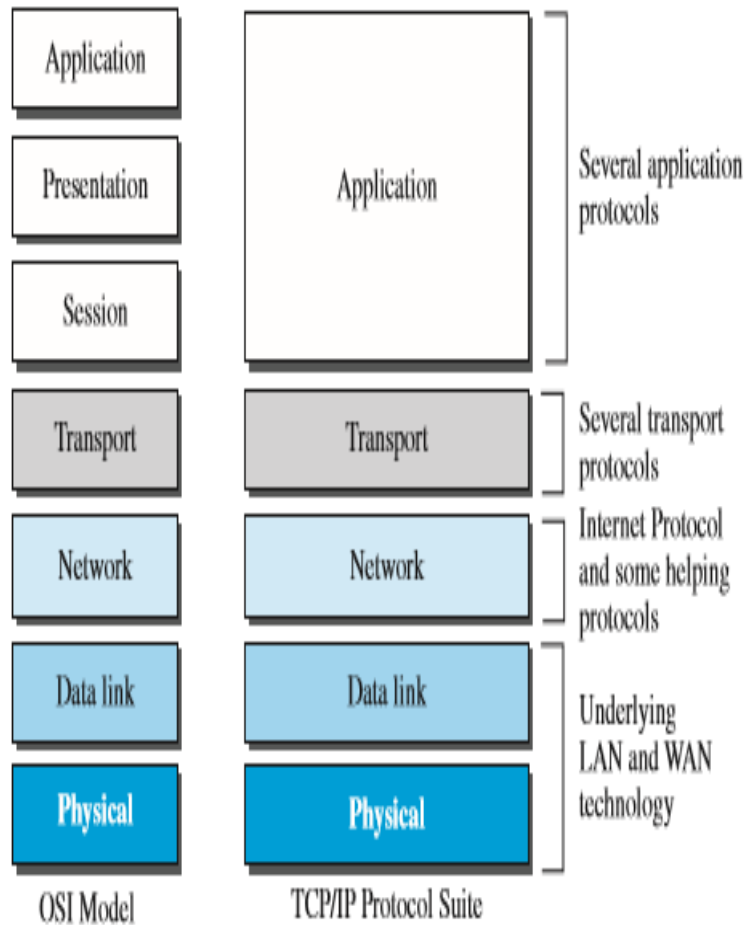 Application
Presentation
Session
Transport
Network
Data link
Physical
OSI Model
Application
Transport
Network
Data link
Physical
TCP/IP Protocol Suite
Several application
protocols
Several transport
protocols
Internet Protocol
and some helping
protocols
Underlying
LAN and WAN
technology